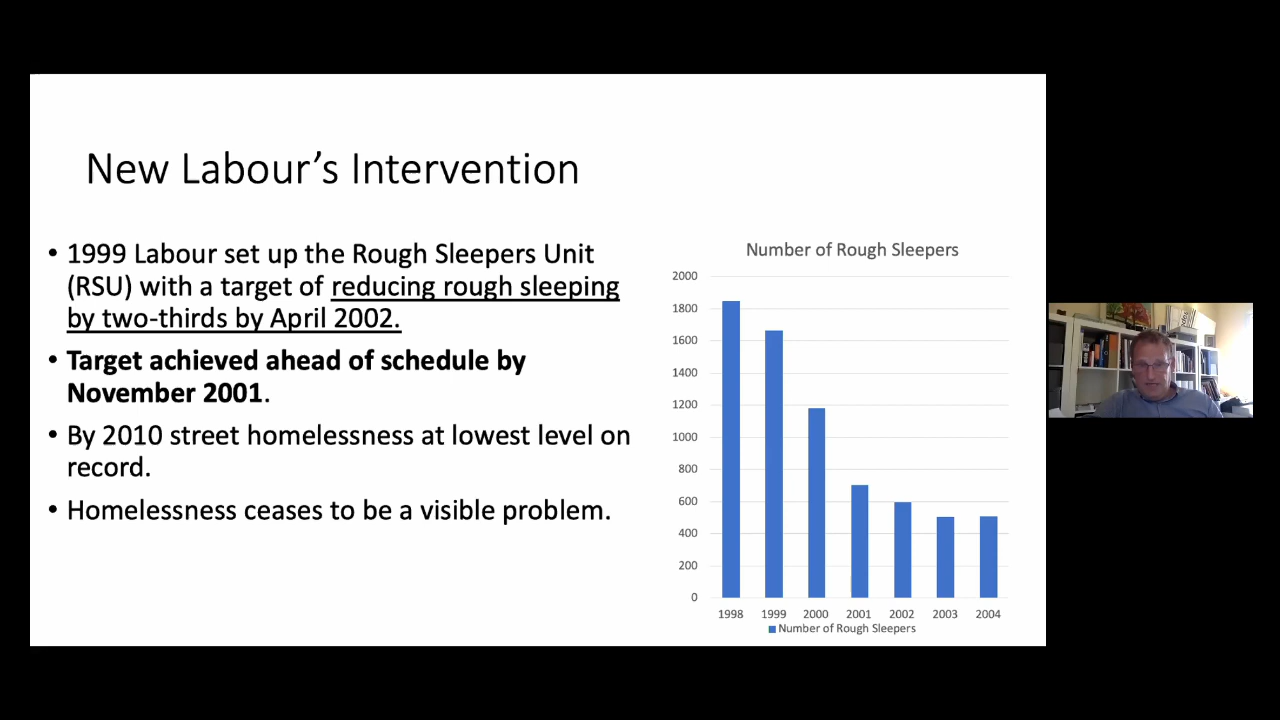 New Labour's Intervention
• 1999 Labour set up the Rough Sleepers Unit
(RSU) with a target of reducing rough sleeping
by two-thirds by April 2002.
• Target achieved ahead of schedule by
November 2001.
• By 2010 street homelessness at lowest level on
record.
• Homelessness ceases to be a visible problem.
Number of Rough Sleepers
2000
1800
1600
1400
1200
1000
800
600
400
200
0
1998 1999 2000 2001 2002 2003 2004
Number of Rough Sleepers